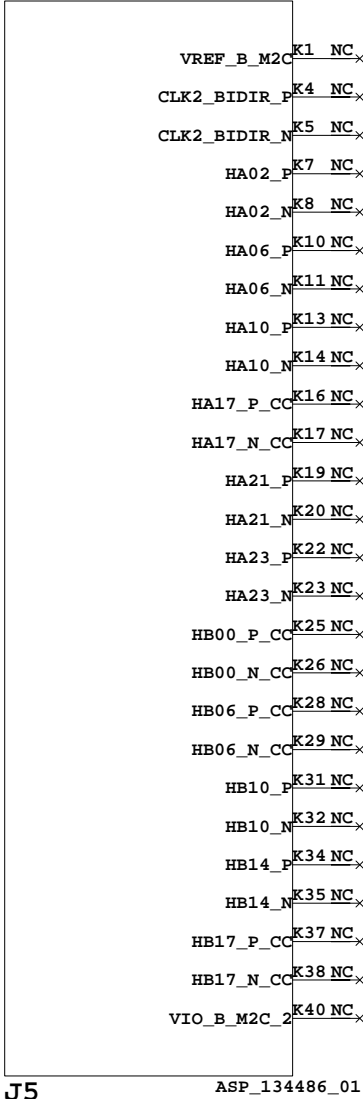 VREF_B_M2C K1 NC
CLK2_BIDIR_P K4 NC
CLK2_BIDIR_N K5 NC
HA02_P K7 NC
HA02_N K8 NC
HA06_P K10 NC
HA06_N K11 NC
HA10_P K13 NC
HA10_N K14 NC
HA17_P_CC K16 NC
HA17_N_CC K17 NC
HA21_P K19 NC
HA21_N K20 NC
HA23_P K22 NC
HA23_N K23 NC
HB00_P_CC K25 NC
HB00_N_CC K26 NC
HB06_P_CC K28 NC
HB06_N_CC K29 NC
HB10_P K31 NC
HB10_N K32 NC
HB14_P K34 NC
HB14_N K35 NC
HB17_P_CC K37 NC
HB17_N_CC K38 NC
VIO_B_M2C_2 K40 NC
J5 ASP_134486_01